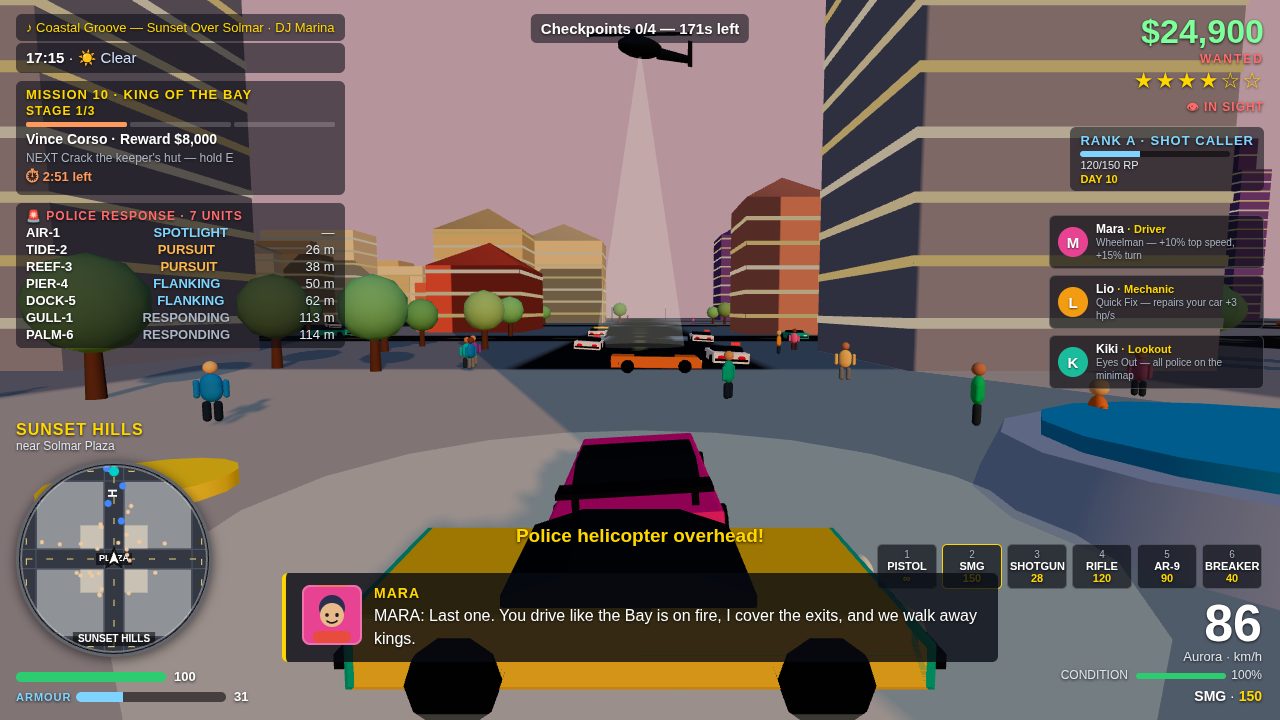 ♪ Coastal Groove — Sunset Over Solmar · DJ Marina
17:15 · ☀️ Clear
MISSION 10 · KING OF THE BAY
STAGE 1/3
Vince Corso · Reward $8,000
NEXT Crack the keeper's hut — hold E
⏱ 2:51 left
🚨 POLICE RESPONSE · 7 UNITS
AIR-1 SPOTLIGHT —
TIDE-2 PURSUIT 26 m
REEF-3 PURSUIT 38 m
PIER-4 FLANKING 50 m
DOCK-5 FLANKING 62 m
GULL-1 RESPONDING 113 m
PALM-6 RESPONDING 114 m
Checkpoints 0/4 — 171s left
$24,900
WANTED
★★★★☆☆
👁 IN SIGHT
RANK A · SHOT CALLER
120/150 RP
DAY 10
M
Mara · Driver
Wheelman — +10% top speed,
+15% turn
L
Lio · Mechanic
Quick Fix — repairs your car +3
hp/s
K
Kiki · Lookout
Eyes Out — all police on the
minimap
SUNSET HILLS
near Solmar Plaza
H
PLAZA
SUNSET HILLS
100
ARMOUR 31
Police helicopter overhead!
MARA
MARA: Last one. You drive like the Bay is on fire, I cover the exits, and we walk away
kings.
1 PISTOL ∞
2 SMG 150
3 SHOTGUN 28
4 RIFLE 120
5 AR-9 90
6 BREAKER 40
86
Aurora · km/h
CONDITION 100%
SMG · 150